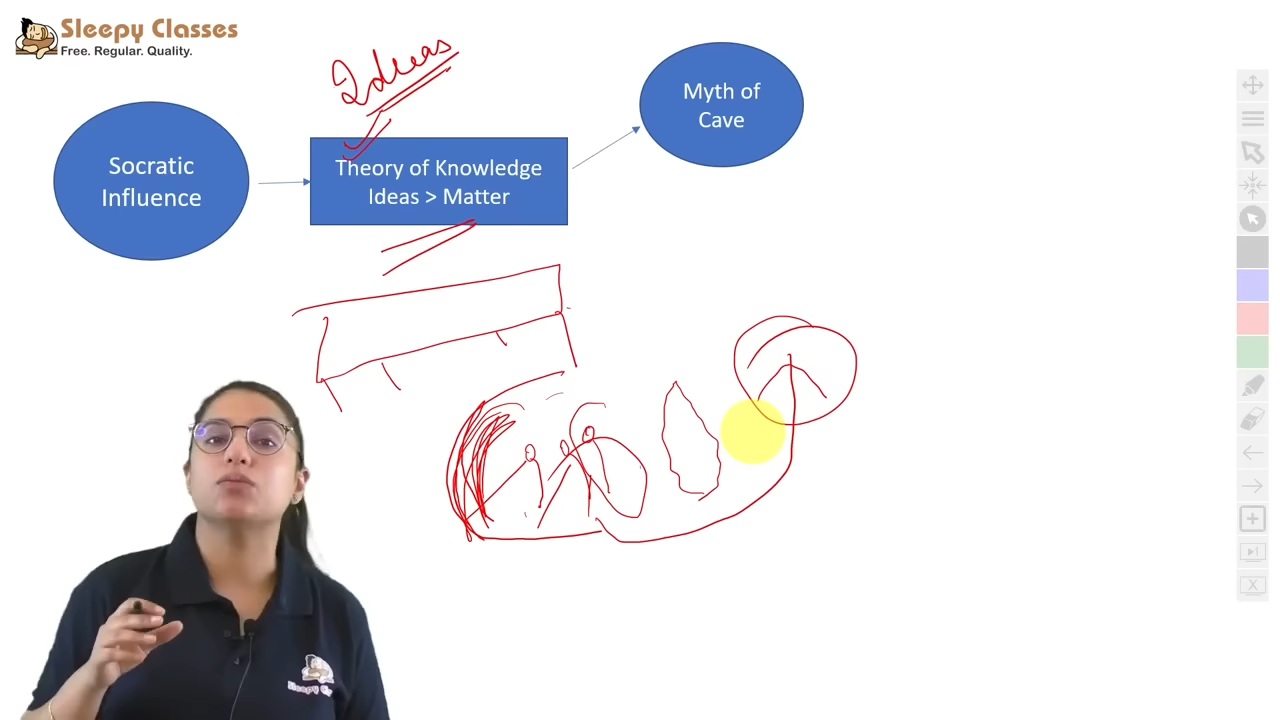 Sleepy Classes
Free. Regular. Quality.
Ideas
Socratic
Influence
Theory of Knowledge
Ideas > Matter
Myth of
Cave